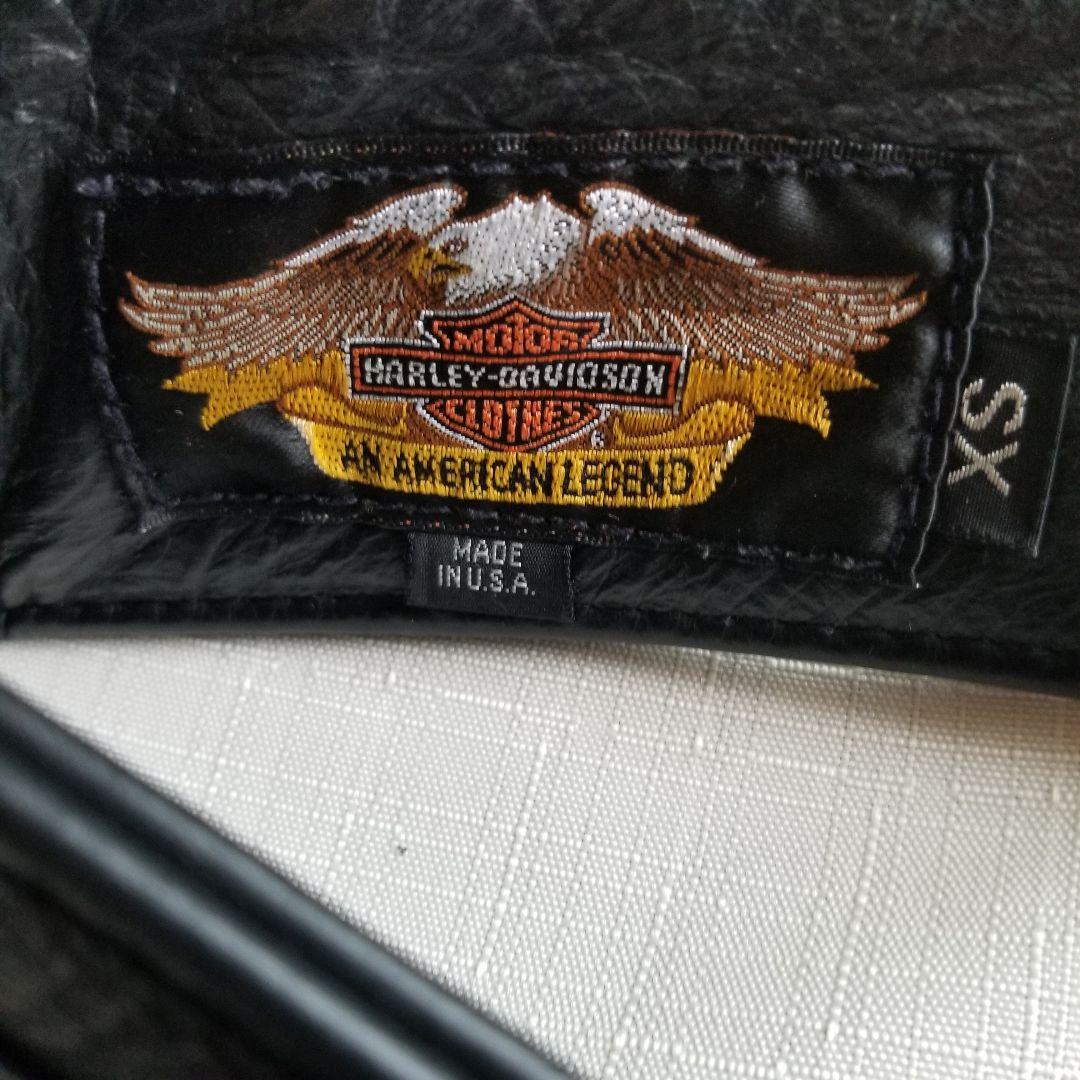 MOTOR
HARLEY-DAVIDSON
CLOTHES
®
AN AMERICAN LEGEND
MADE
IN U.S.A.
XS